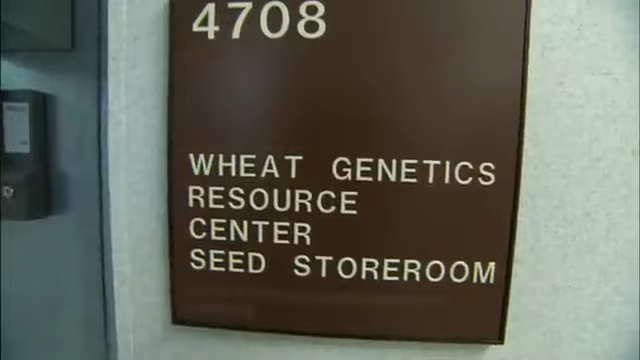 4708
WHEAT GENETICS
RESOURCE
CENTER
SEED STOREROOM